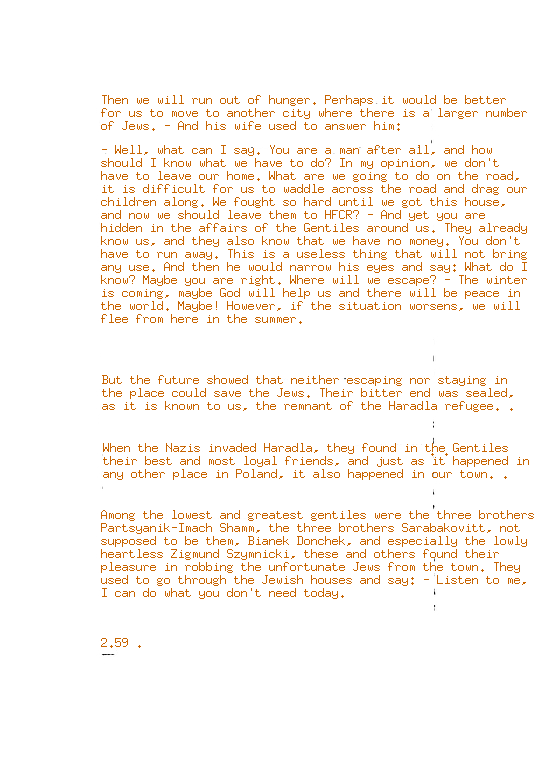 Then we will run out of hunger. Perhaps it would be better
for us to move to another city where there is a larger number
of Jews. - And his wife used to answer him:
- Well, what can I say. You are a man after all, and how
should I know what we have to do? In my opinion, we don't
have to leave our home. What are we going to do on the road,
it is difficult for us to waddle across the road and drag our
children along. We fought so hard until we got this house,
and now we should leave them to HFCR? - And yet you are
hidden in the affairs of the Gentiles around us. They already
know us, and they also know that we have no money. You don't
have to run away. This is a useless thing that will not bring
any use. And then he would narrow his eyes and say: What do I
know? Maybe you are right. Where will we escape? - The winter
is coming, maybe God will help us and there will be peace in
the world. Maybe! However, if the situation worsens, we will
flee from here in the summer.
But the future showed that neither escaping nor staying in
the place could save the Jews. Their bitter end was sealed,
as it is known to us, the remnant of the Haradla refugee. .
When the Nazis invaded Haradla, they found in the Gentiles
their best and most loyal friends, and just as it happened in
any other place in Poland, it also happened in our town. .
Among the lowest and greatest gentiles were the three brothers
Partsyanik-Imach Shamm, the three brothers Sarabakovitt, not
supposed to be them, Bianek Donchek, and especially the lowly
heartless Zigmund Szymnicki, these and others found their
pleasure in robbing the unfortunate Jews from the town. They
used to go through the Jewish houses and say: - Listen to me,
I can do what you don't need today.
2.59 .